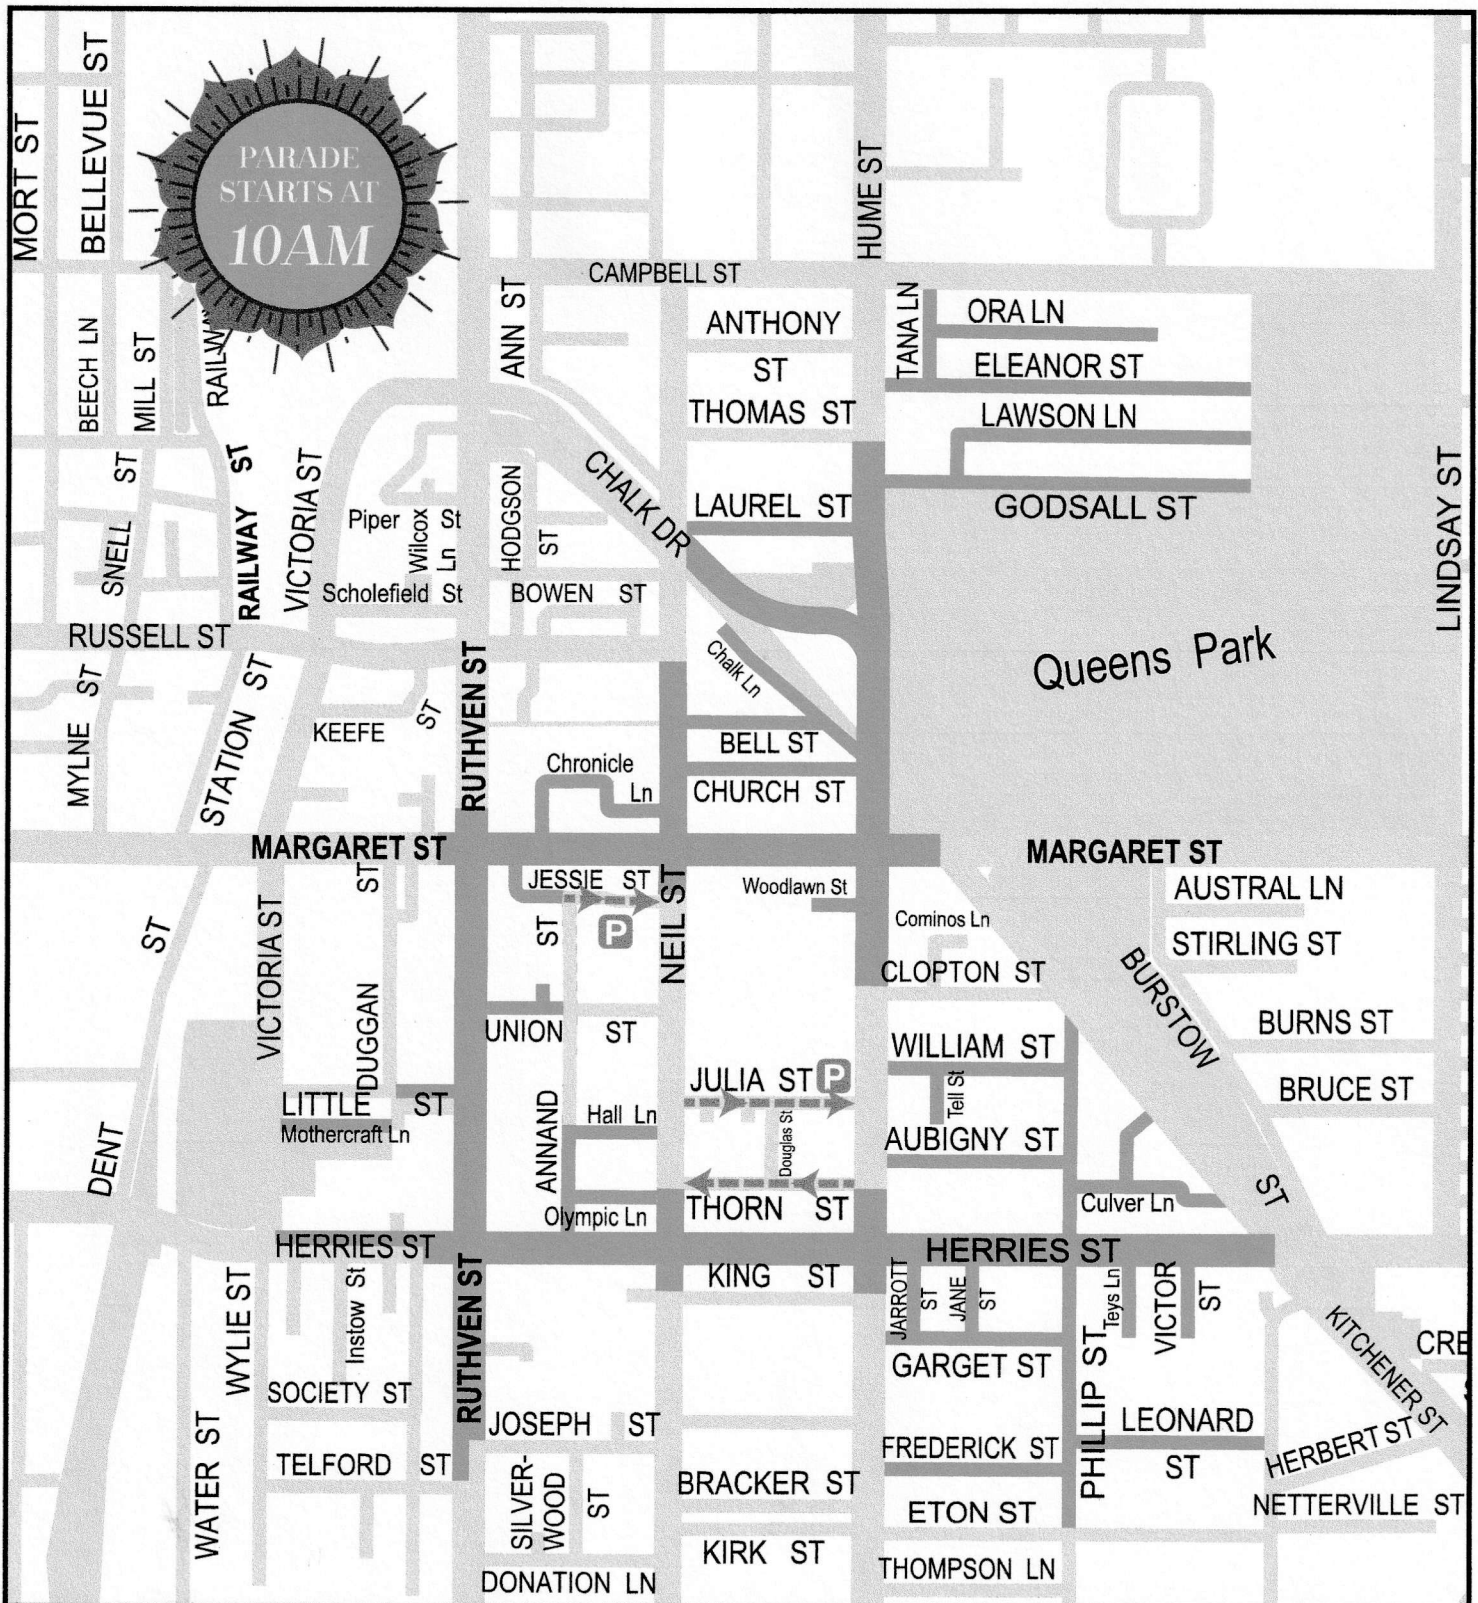 MORT ST
BELLEVUE ST
PARADE
STARTS AT
10AM
HUME ST
CAMPBELL ST
BEECH LN
MILL ST
ANN ST
ANTHONY
ST
TANA LN
ORA LN
ELEANOR ST
THOMAS ST
LAWSON LN
SNELL ST
RAILWAY ST
VICTORIA ST
Piper St
Wilcox Ln
Scholefield St
HODGSON
ST
BOWEN ST
CHALK DR
LAUREL ST
GODSALL ST
LINDSAY ST
RUSSELL ST
Queens Park
MYLNE ST
STATION ST
KEEFE ST
RUTHVEN ST
Chalk Ln
BELL ST
Chronicle
Ln
CHURCH ST
MARGARET ST
MARGARET ST
DENT ST
VICTORIA ST
DUGGAN ST
JESSIE ST
P
NEIL ST
Woodlawn St
Cominos Ln
CLOPTON ST
AUSTRAL LN
STIRLING ST
BURSTOW ST
BURNS ST
BRUCE ST
UNION ST
ANNAND ST
WILLIAM ST
JULIA ST P
Tell St
LITTLE ST
Mothercraft Ln
Hall Ln
Douglas St
AUBIGNY ST
Olympic Ln
THORN ST
Culver Ln
HERRIES ST
HERRIES ST
WYLIE ST
Instow St
RUTHVEN ST
KING ST
JARROTT
ST
JANE
ST
Teys Ln
VICTOR
ST
GARGET ST
PHILLIP ST
KITCHENER ST
CRE
SOCIETY ST
WATER ST
TELFORD ST
JOSEPH ST
SILVER-
WOOD
ST
BRACKER ST
FREDERICK ST
LEONARD
ST
HERBERT ST
ETON ST
NETTERVILLE ST
KIRK ST
THOMPSON LN
DONATION LN